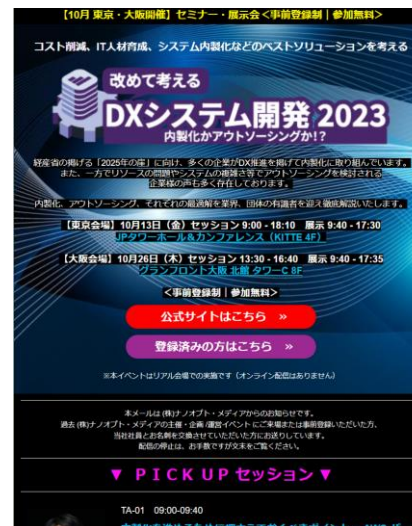 【10月 東京・大阪開催】セミナー・展示会<事前登録制｜参加無料>
コスト削減、IT人材育成、システム内製化などのベストソリューションを考える
改めて考える
DXシステム開発 2023
内製化かアウトソーシングか!?
経産省の掲げる「2025年の崖」に向け、多くの企業がDX推進を掲げて内製化に取り組んでいます。
また、一方でリソースの問題やシステムの複雑さ等でアウトソーシングを検討される
企業様の声も多く存在しております。
内製化、アウトソーシング、それぞれの最適解を業界、団体の有識者を迎え徹底解説いたします。
【東京会場】10月13日（金）セッション 9:00 - 18:10　展示 9:40 - 17:30
JPタワーホール＆カンファレンス（KITTE 4F）
【大阪会場】10月26日（木）セッション 13:30 - 16:40　展示 9:40 - 17:35
グランフロント大阪 北館 タワーC 8F
<事前登録制｜参加無料>
公式サイトはこちら »
登録済みの方はこちら »
※本イベントはリアル会場での実施です（オンライン配信はありません）
本メールは (株)ナノオプト・メディアからのお知らせです。
過去 (株)ナノオプト・メディアの主催・企画/運営イベント にご来場または事前登録いただいた方、
当社社員とお名刺を交換させていただいた方にお送りしています。
配信の停止は、お手数ですが文末をご覧ください。
▼ ＰＩＣＫ ＵＰ セッション ▼
TA-01　09:00-09:40